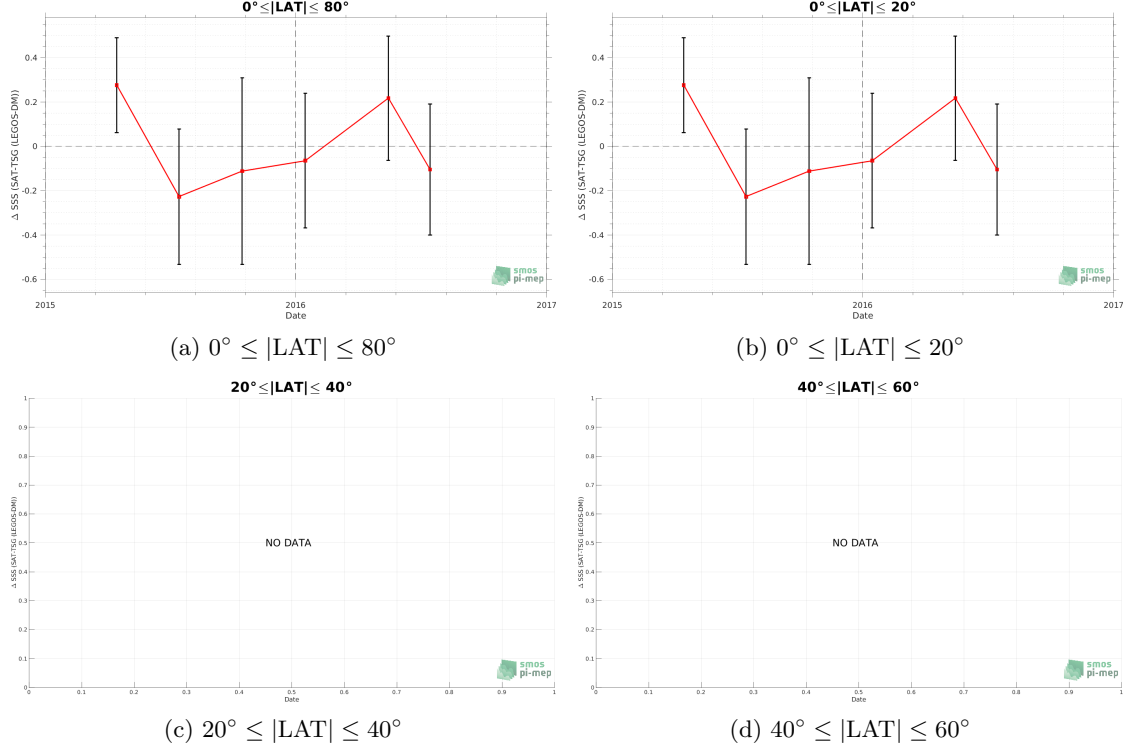 0°≤|LAT|≤ 80°
Δ SSS (SAT-TSG (LEGOS-DM))
0.4
0.2
0
-0.2
-0.4
-0.6
2015
2016
2017
Date
smos
pi-mep
(a) 0° ≤ |LAT| ≤ 80°
0°≤|LAT|≤ 20°
Δ SSS (SAT-TSG (LEGOS-DM))
0.4
0.2
0
-0.2
-0.4
-0.6
2015
2016
2017
Date
smos
pi-mep
(b) 0° ≤ |LAT| ≤ 20°
20°≤|LAT|≤ 40°
Δ SSS (SAT-TSG (LEGOS-DM))
1
0.9
0.8
0.7
0.6
0.5
0.4
0.3
0.2
0.1
0
NO DATA
0 0.1 0.2 0.3 0.4 0.5 0.6 0.7 0.8 0.9 1
Date
smos
pi-mep
(c) 20° ≤ |LAT| ≤ 40°
40°≤|LAT|≤ 60°
Δ SSS (SAT-TSG (LEGOS-DM))
1
0.9
0.8
0.7
0.6
0.5
0.4
0.3
0.2
0.1
0
NO DATA
0 0.1 0.2 0.3 0.4 0.5 0.6 0.7 0.8 0.9 1
Date
smos
pi-mep
(d) 40° ≤ |LAT| ≤ 60°